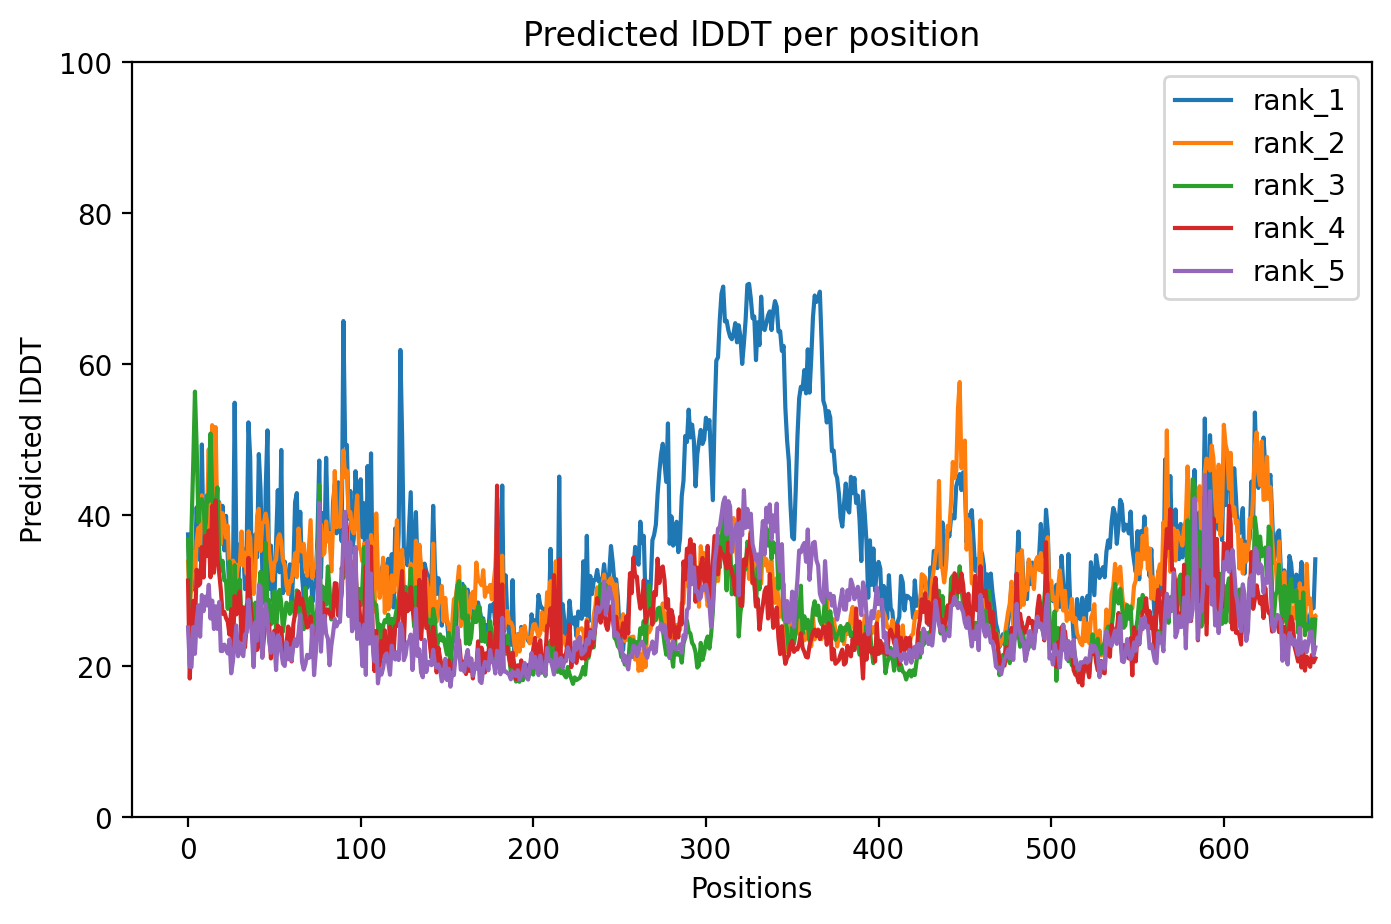 Predicted lDDT per position
100
80
60
40
20
0
Predicted lDDT
0 100 200 300 400 500 600
Positions
rank_1
rank_2
rank_3
rank_4
rank_5